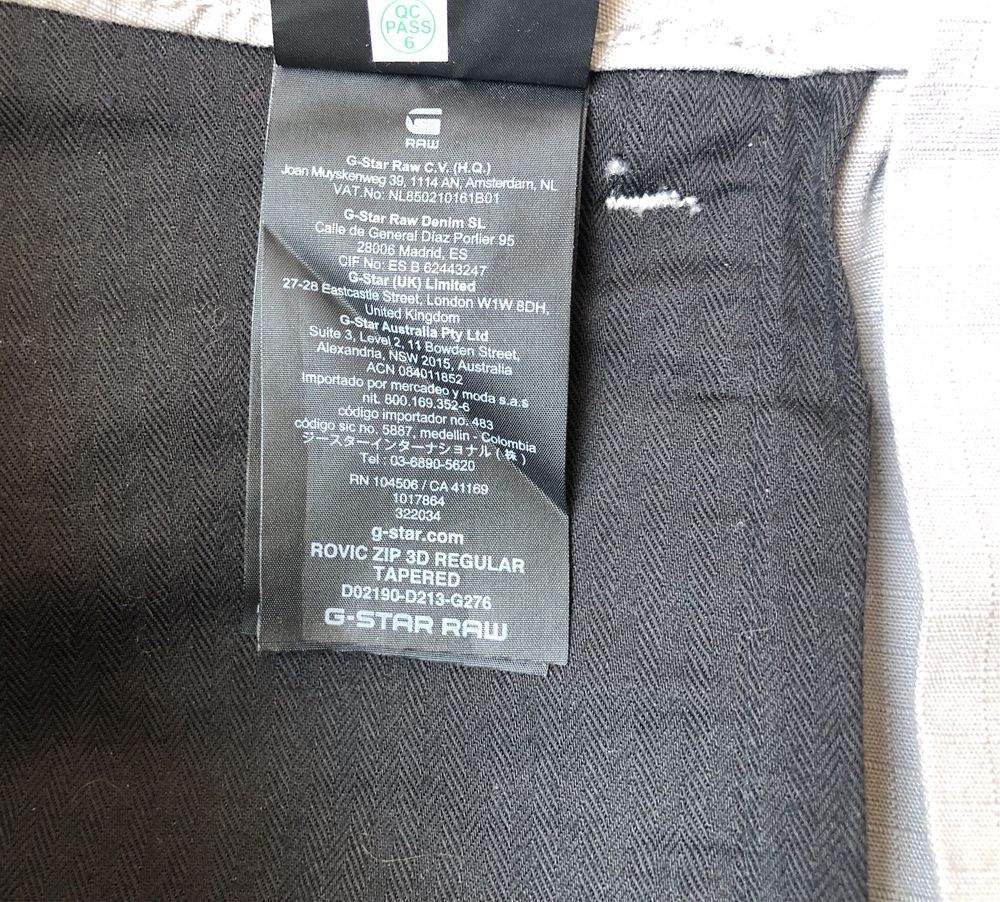 QC
PASS
6
RAW
G-Star Raw C.V. (H.Q.)
Joan Muyskenweg 39, 1114 AN, Amsterdam, NL
VAT.No: NL850210161B01
G-Star Raw Denim SL
Calle de General Díaz Porlier 95
28006 Madrid, ES
CIF No: ES B 62443247
G-Star (UK) Limited
27-28 Eastcastle Street, London W1W 8DH,
United Kingdom
G-Star Australia Pty Ltd
Suite 3, Level 2, 11 Bowden Street,
Alexandria, NSW 2015, Australia
ACN 084011852
Importado por mercadeo y moda s.a.s
nit. 800.169.352-6
código importador no. 483
código sic no. 5887, medellin - Colombia
ジースターインターナショナル (株)
Tel : 03-6890-5620
RN 104506 / CA 41169
1017864
322034
g-star.com
ROVIC ZIP 3D REGULAR
TAPERED
D02190-D213-G276
G-STAR RAW